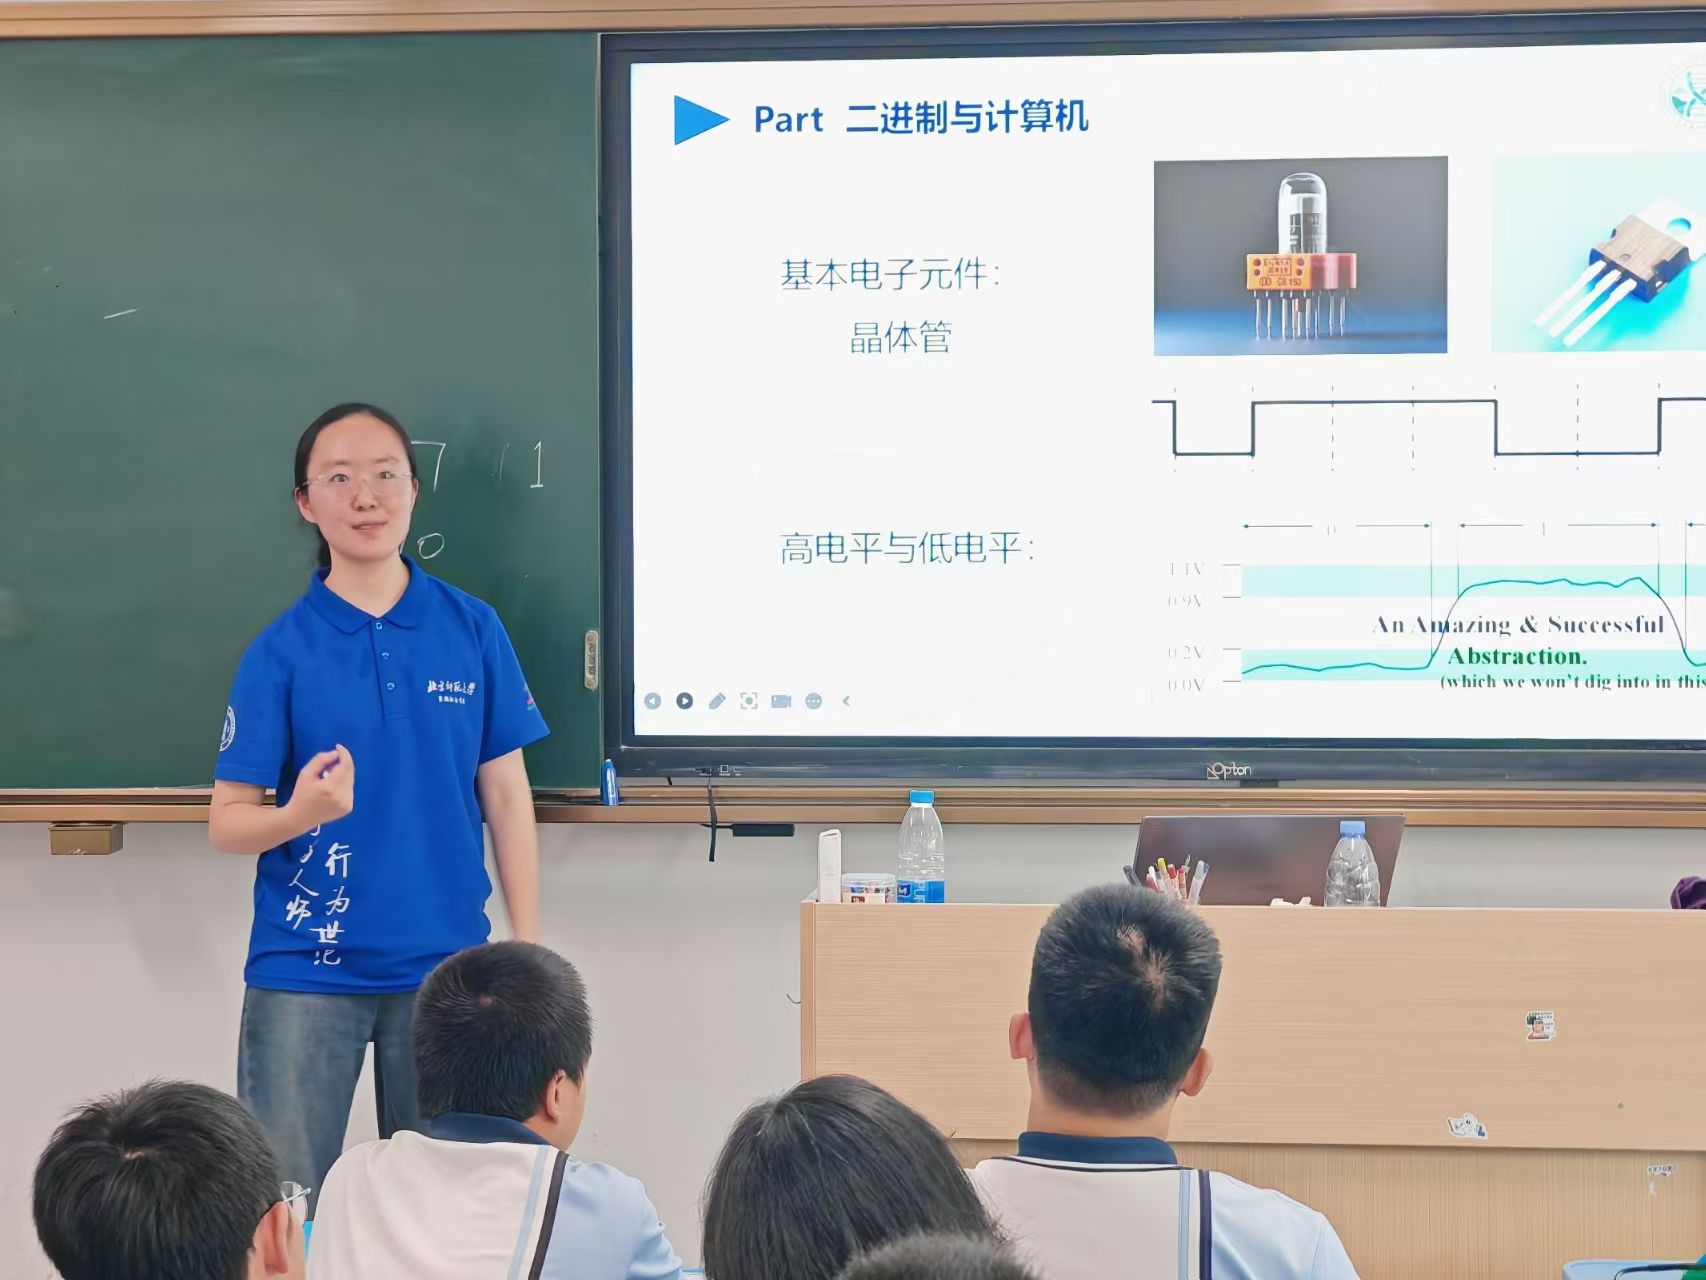 Part 二进制与计算机
基本电子元件：
晶体管
高电平与低电平：
0
1
1.1V
0.9V
0.2V
0.0V
An Amazing & Successful
Abstraction.
(which we won't dig into in this
Opton
7 1
0
北京师范大学
人师
行为世范